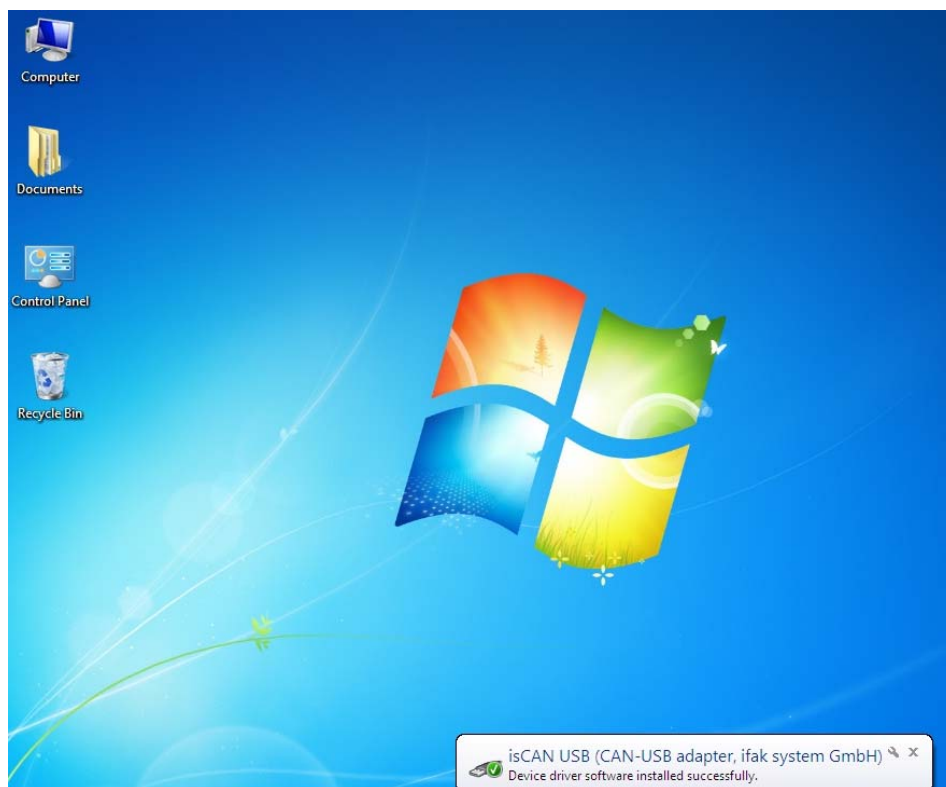 Computer
Documents
Control Panel
Recycle Bin
isCAN USB (CAN-USB adapter, ifak system GmbH)
Device driver software installed successfully.